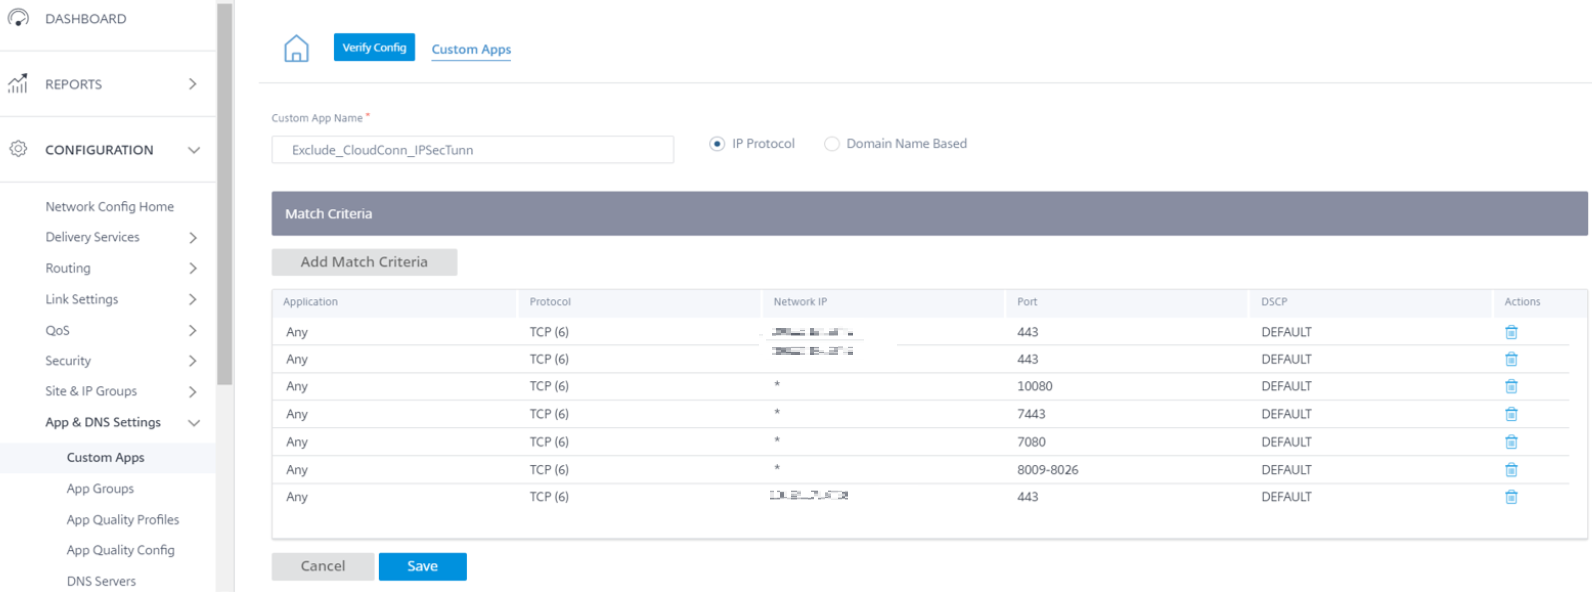 DASHBOARD
REPORTS
CONFIGURATION
Network Config Home
Delivery Services
Routing
Link Settings
QoS
Security
Site & IP Groups
App & DNS Settings
Custom Apps
App Groups
App Quality Profiles
App Quality Config
DNS Servers
Verify Config Custom Apps
Custom App Name *
Exclude_CloudConn_IPSecTunn IP Protocol Domain Name Based
Match Criteria
Add Match Criteria
Application Protocol Network IP Port DSCP Actions
Any TCP (6) 443 DEFAULT
Any TCP (6) 443 DEFAULT
Any TCP (6) * 10080 DEFAULT
Any TCP (6) * 7443 DEFAULT
Any TCP (6) * 7080 DEFAULT
Any TCP (6) * 8009-8026 DEFAULT
Any TCP (6) 443 DEFAULT
Cancel Save